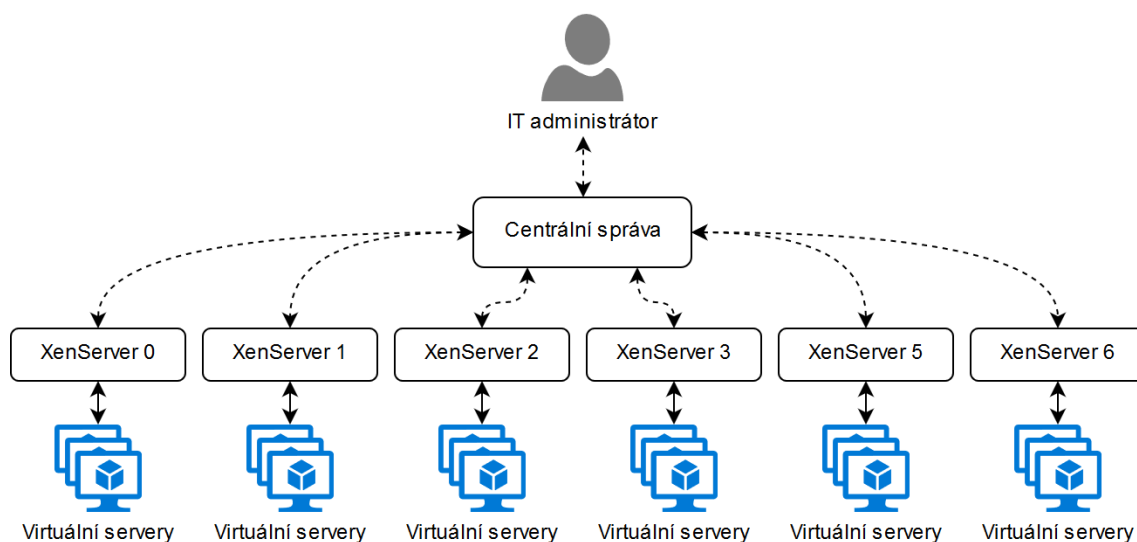 IT administrátor
Centrální správa
XenServer 0
XenServer 1
XenServer 2
XenServer 3
XenServer 5
XenServer 6
Virtuální servery
Virtuální servery
Virtuální servery
Virtuální servery
Virtuální servery
Virtuální servery